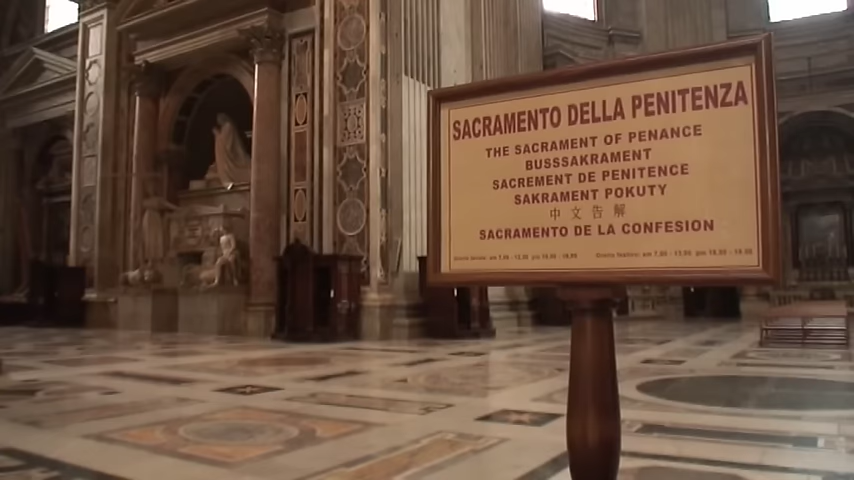 SACRAMENTO DELLA PENITENZA
THE SACRAMENT OF PENANCE
BUSSSAKRAMENT
SACREMENT DE PENITENCE
SAKRAMENT POKUTY
中文告解
SACRAMENTO DE LA CONFESION